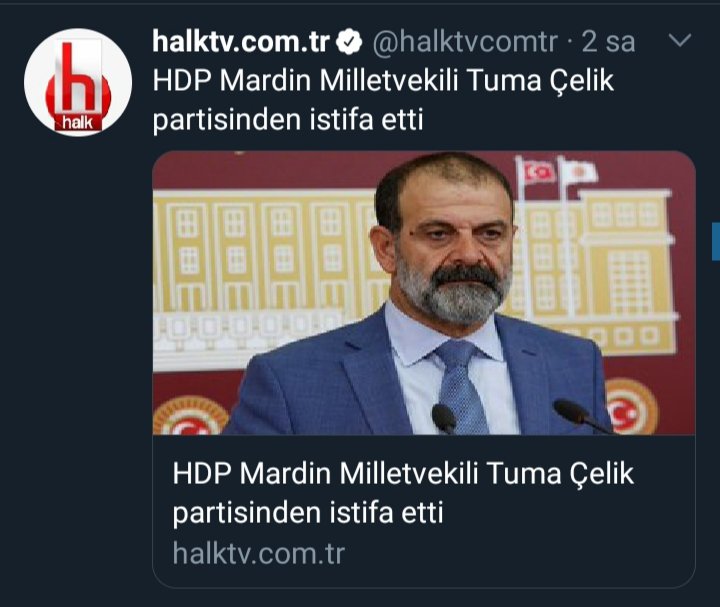 halktv.com.tr @halktvcomtr · 2 sa
HDP Mardin Milletvekili Tuma Çelik
partisinden istifa etti
h
halk
HDP Mardin Milletvekili Tuma Çelik
partisinden istifa etti
halktv.com.tr